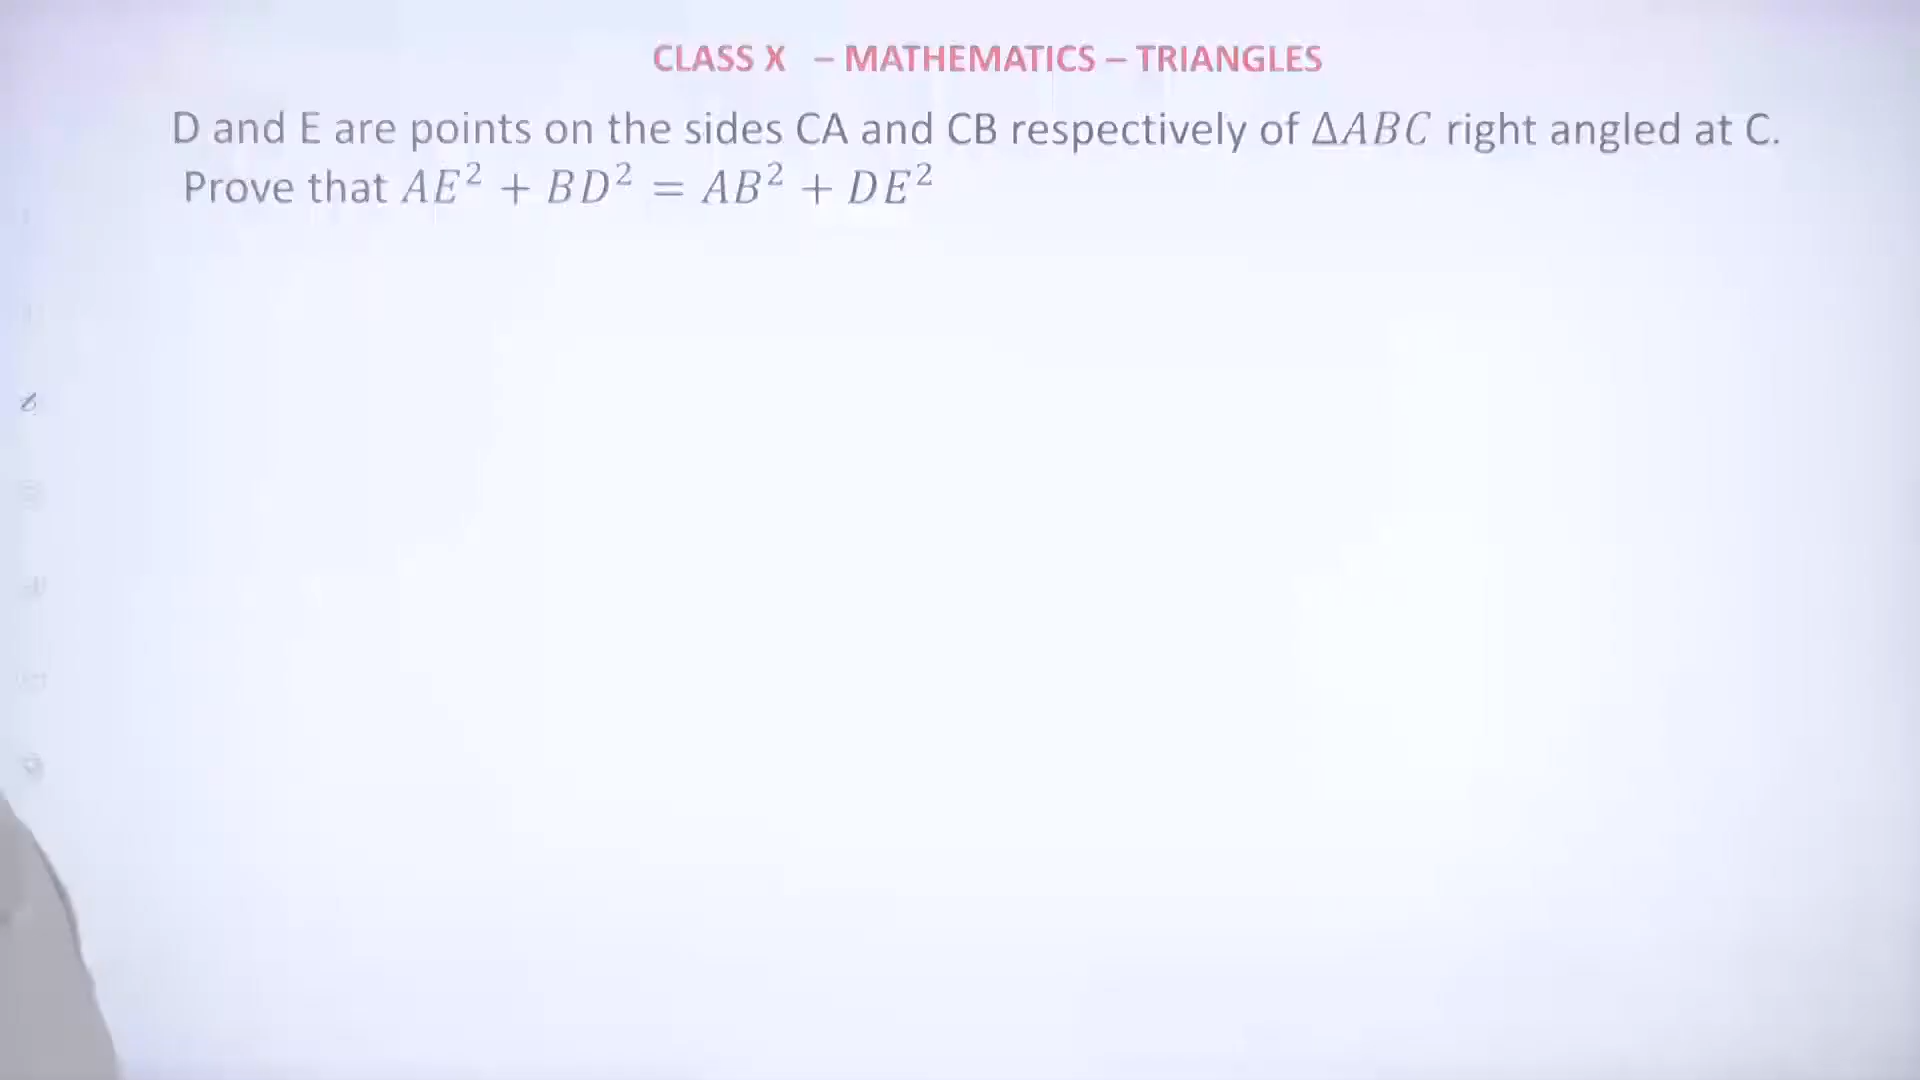 CLASS X – MATHEMATICS – TRIANGLES
D and E are points on the sides CA and CB respectively of ΔABC right angled at C.
Prove that AE² + BD² = AB² + DE²